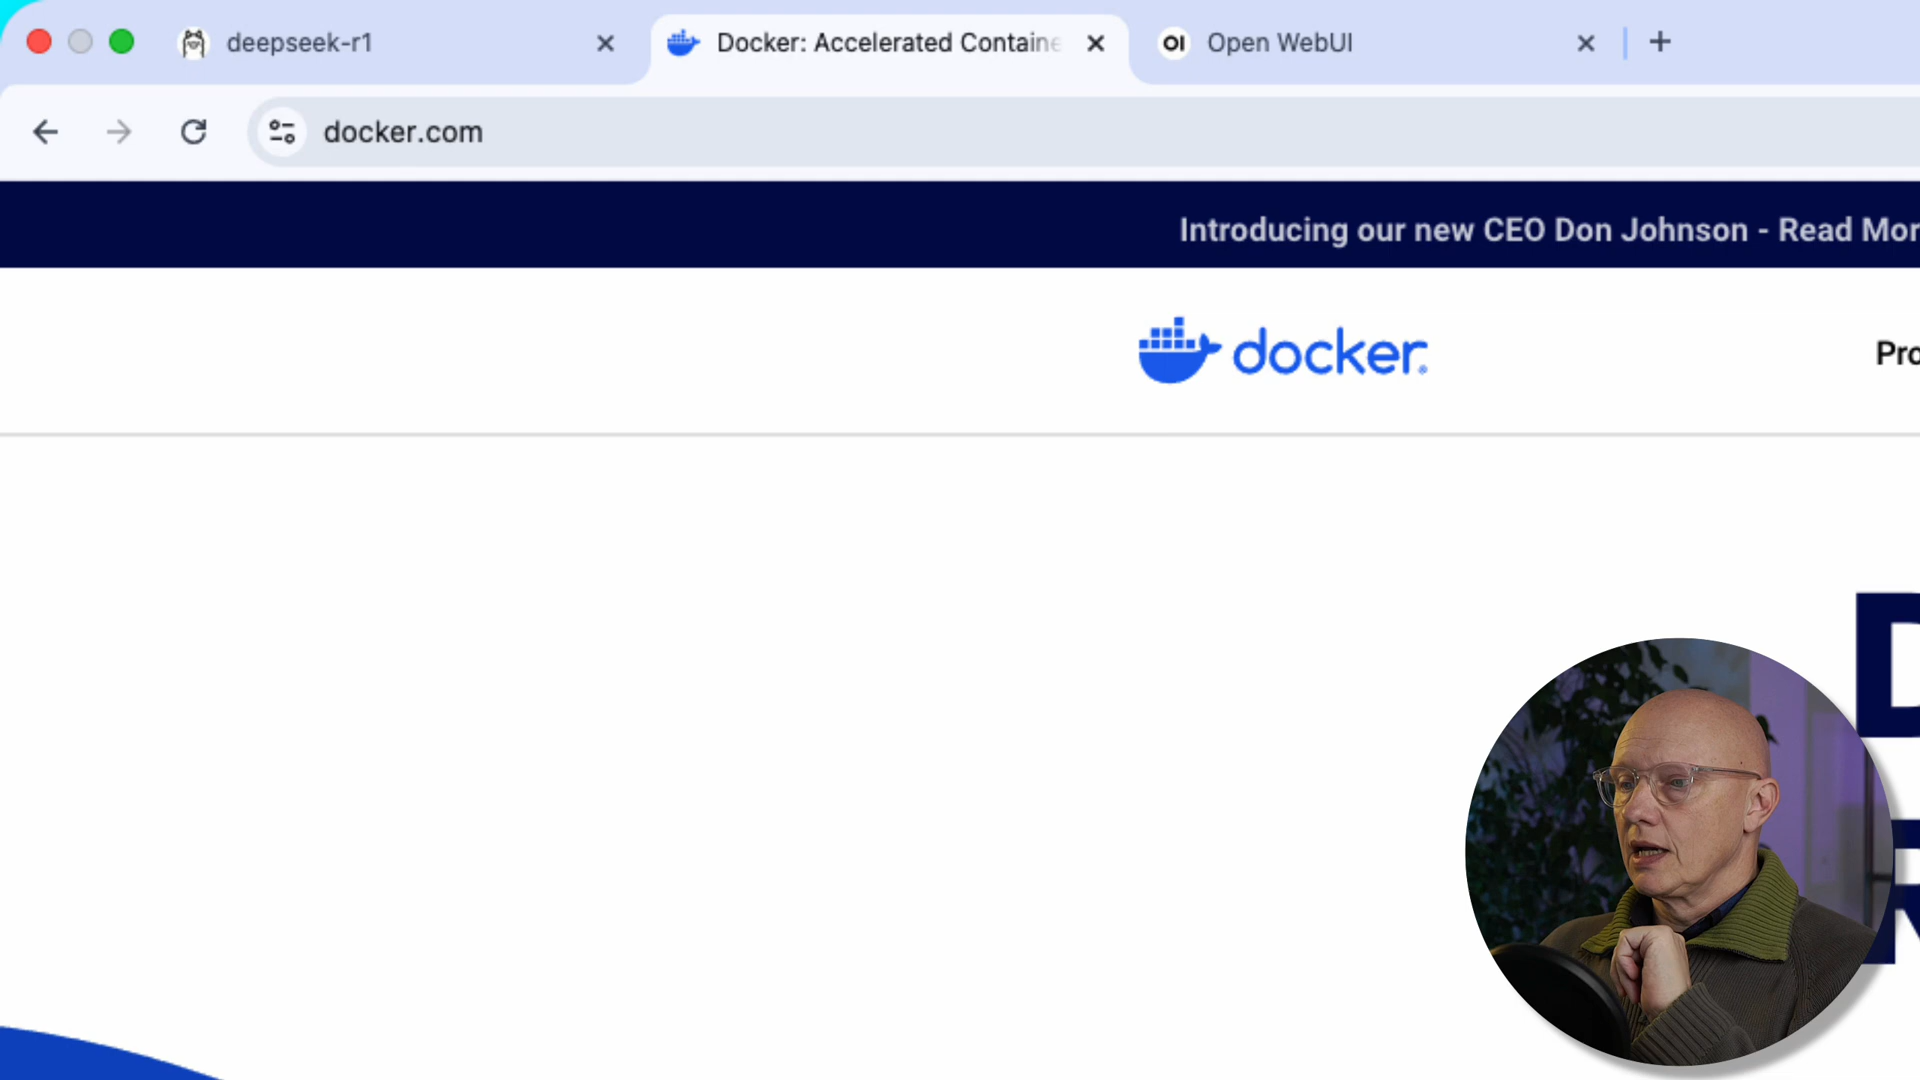 deepseek-r1
Docker: Accelerated Containe
OI Open WebUI
docker.com
Introducing our new CEO Don Johnson - Read Mor
docker
Pro
D
R